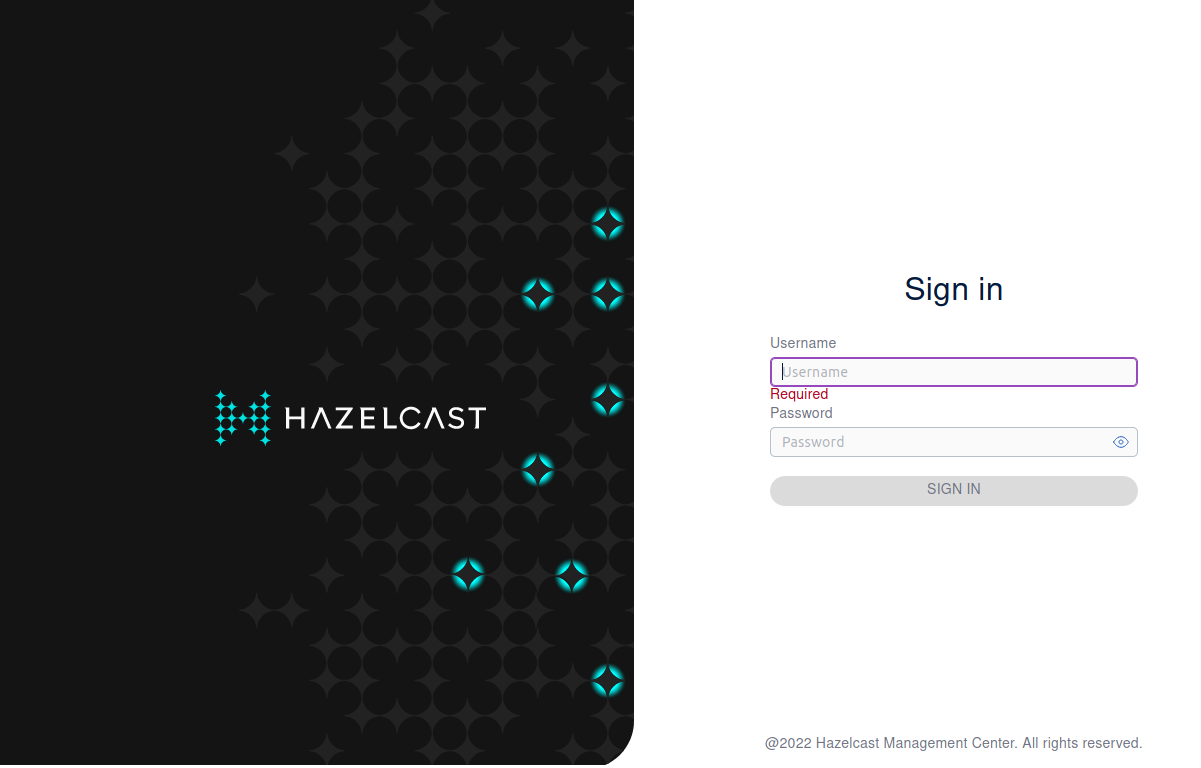 HAZELCAST
Sign in
Username
Username
Required
Password
Password
SIGN IN
@2022 Hazelcast Management Center. All rights reserved.